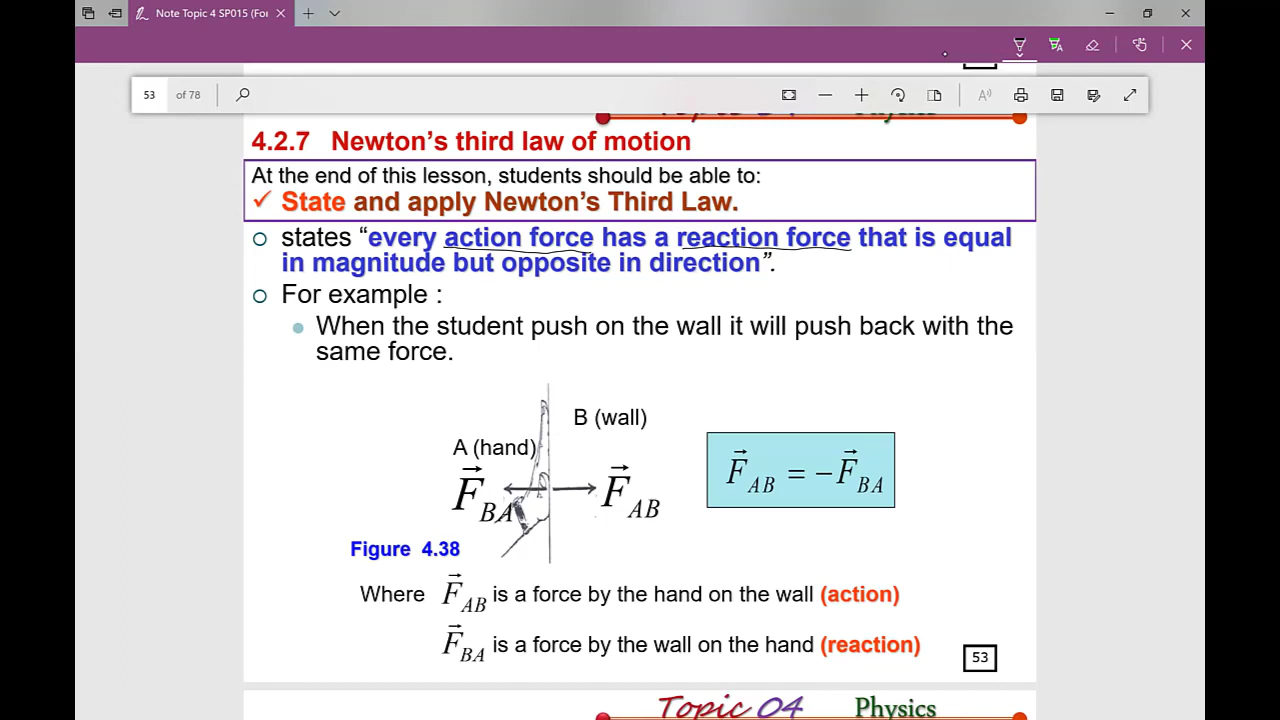 Note Topic 4 SP015 (For
53 of 78
4.2.7 Newton's third law of motion
At the end of this lesson, students should be able to:
✓ State and apply Newton's Third Law.
states “every action force has a reaction force that is equal
in magnitude but opposite in direction”.
For example :
When the student push on the wall it will push back with the
same force.
B (wall)
A (hand)
F BA
F AB
F AB = −F BA
Figure 4.38
Where F AB is a force by the hand on the wall (action)
F BA is a force by the wall on the hand (reaction)
53
Topic 04 Physics